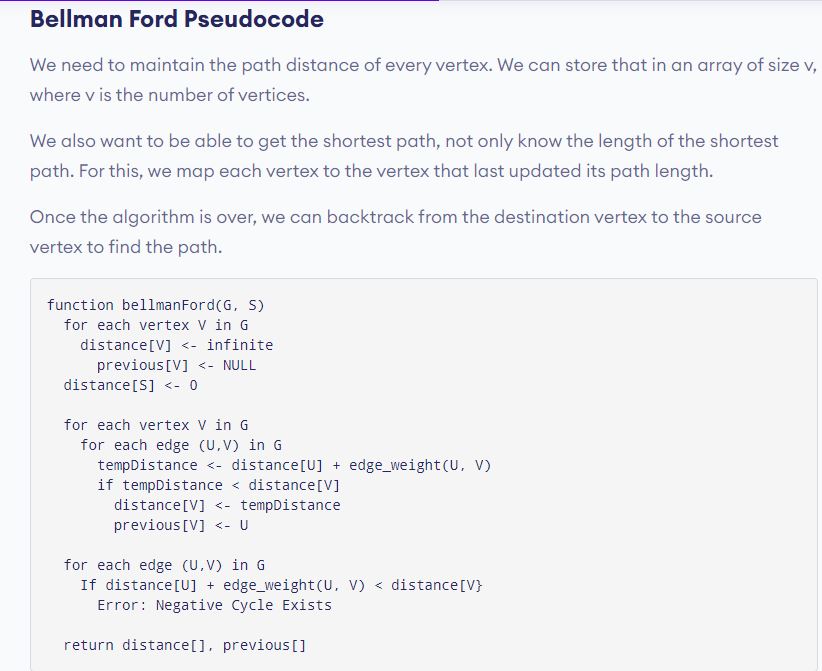 Bellman Ford Pseudocode
We need to maintain the path distance of every vertex. We can store that in an array of size v,
where v is the number of vertices.
We also want to be able to get the shortest path, not only know the length of the shortest
path. For this, we map each vertex to the vertex that last updated its path length.
Once the algorithm is over, we can backtrack from the destination vertex to the source
vertex to find the path.
function bellmanFord(G, S)
  for each vertex V in G
    distance[V] <- infinite
      previous[V] <- NULL
  distance[S] <- 0
  for each vertex V in G
    for each edge (U,V) in G
      tempDistance <- distance[U] + edge_weight(U, V)
      if tempDistance < distance[V]
        distance[V] <- tempDistance
        previous[V] <- U
  for each edge (U,V) in G
    If distance[U] + edge_weight(U, V) < distance[V}
      Error: Negative Cycle Exists
  return distance[], previous[]